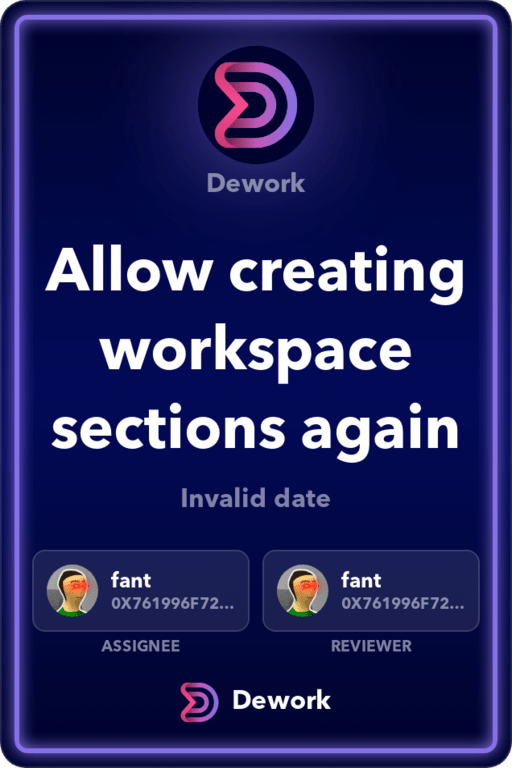 Dework
Allow creating
workspace
sections again
Invalid date
fant
0X761996F72...
ASSIGNEE
fant
0X761996F72...
REVIEWER
Dework